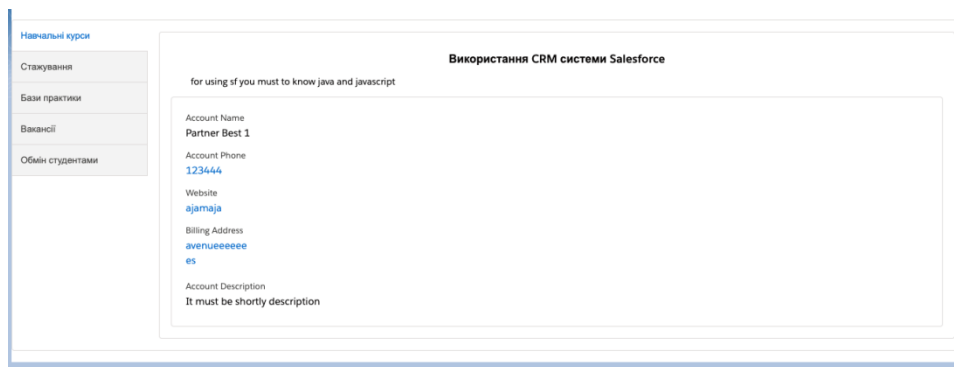 Навчальні курси
Стажування
Бази практики
Вакансії
Обмін студентами
Використання CRM системи Salesforce
for using sf you must to know java and javascript
Account Name
Partner Best 1
Account Phone
123444
Website
ajamaja
Billing Address
avenueeeeee
es
Account Description
It must be shortly description